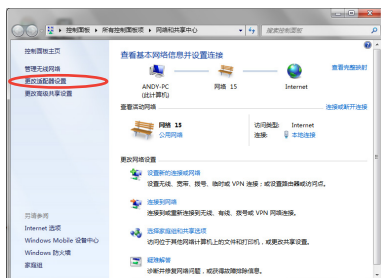 控制面板 ▸ 所有控制面板项 ▸ 网络和共享中心
搜索控制面板
控制面板主页
管理无线网络
更改适配器设置
更改高级共享设置
查看基本网络信息并设置连接
查看完整映射
ANDY-PC
(此计算机)
网络 15
Internet
查看活动网络
连接或断开连接
网络 15
公用网络
访问类型: Internet
连接: 本地连接
更改网络设置
设置新的连接或网络
设置无线、宽带、拨号、临时或 VPN 连接；或设置路由器或访问点。
连接到网络
连接到或重新连接到无线、有线、拨号或 VPN 网络连接。
选择家庭组和共享选项
访问位于其他网络计算机上的文件和打印机，或更改共享设置。
疑难解答
诊断并修复网络问题，或获得故障排除信息。
另请参阅
Internet 选项
Windows Mobile 设备中心
Windows 防火墙
家庭组